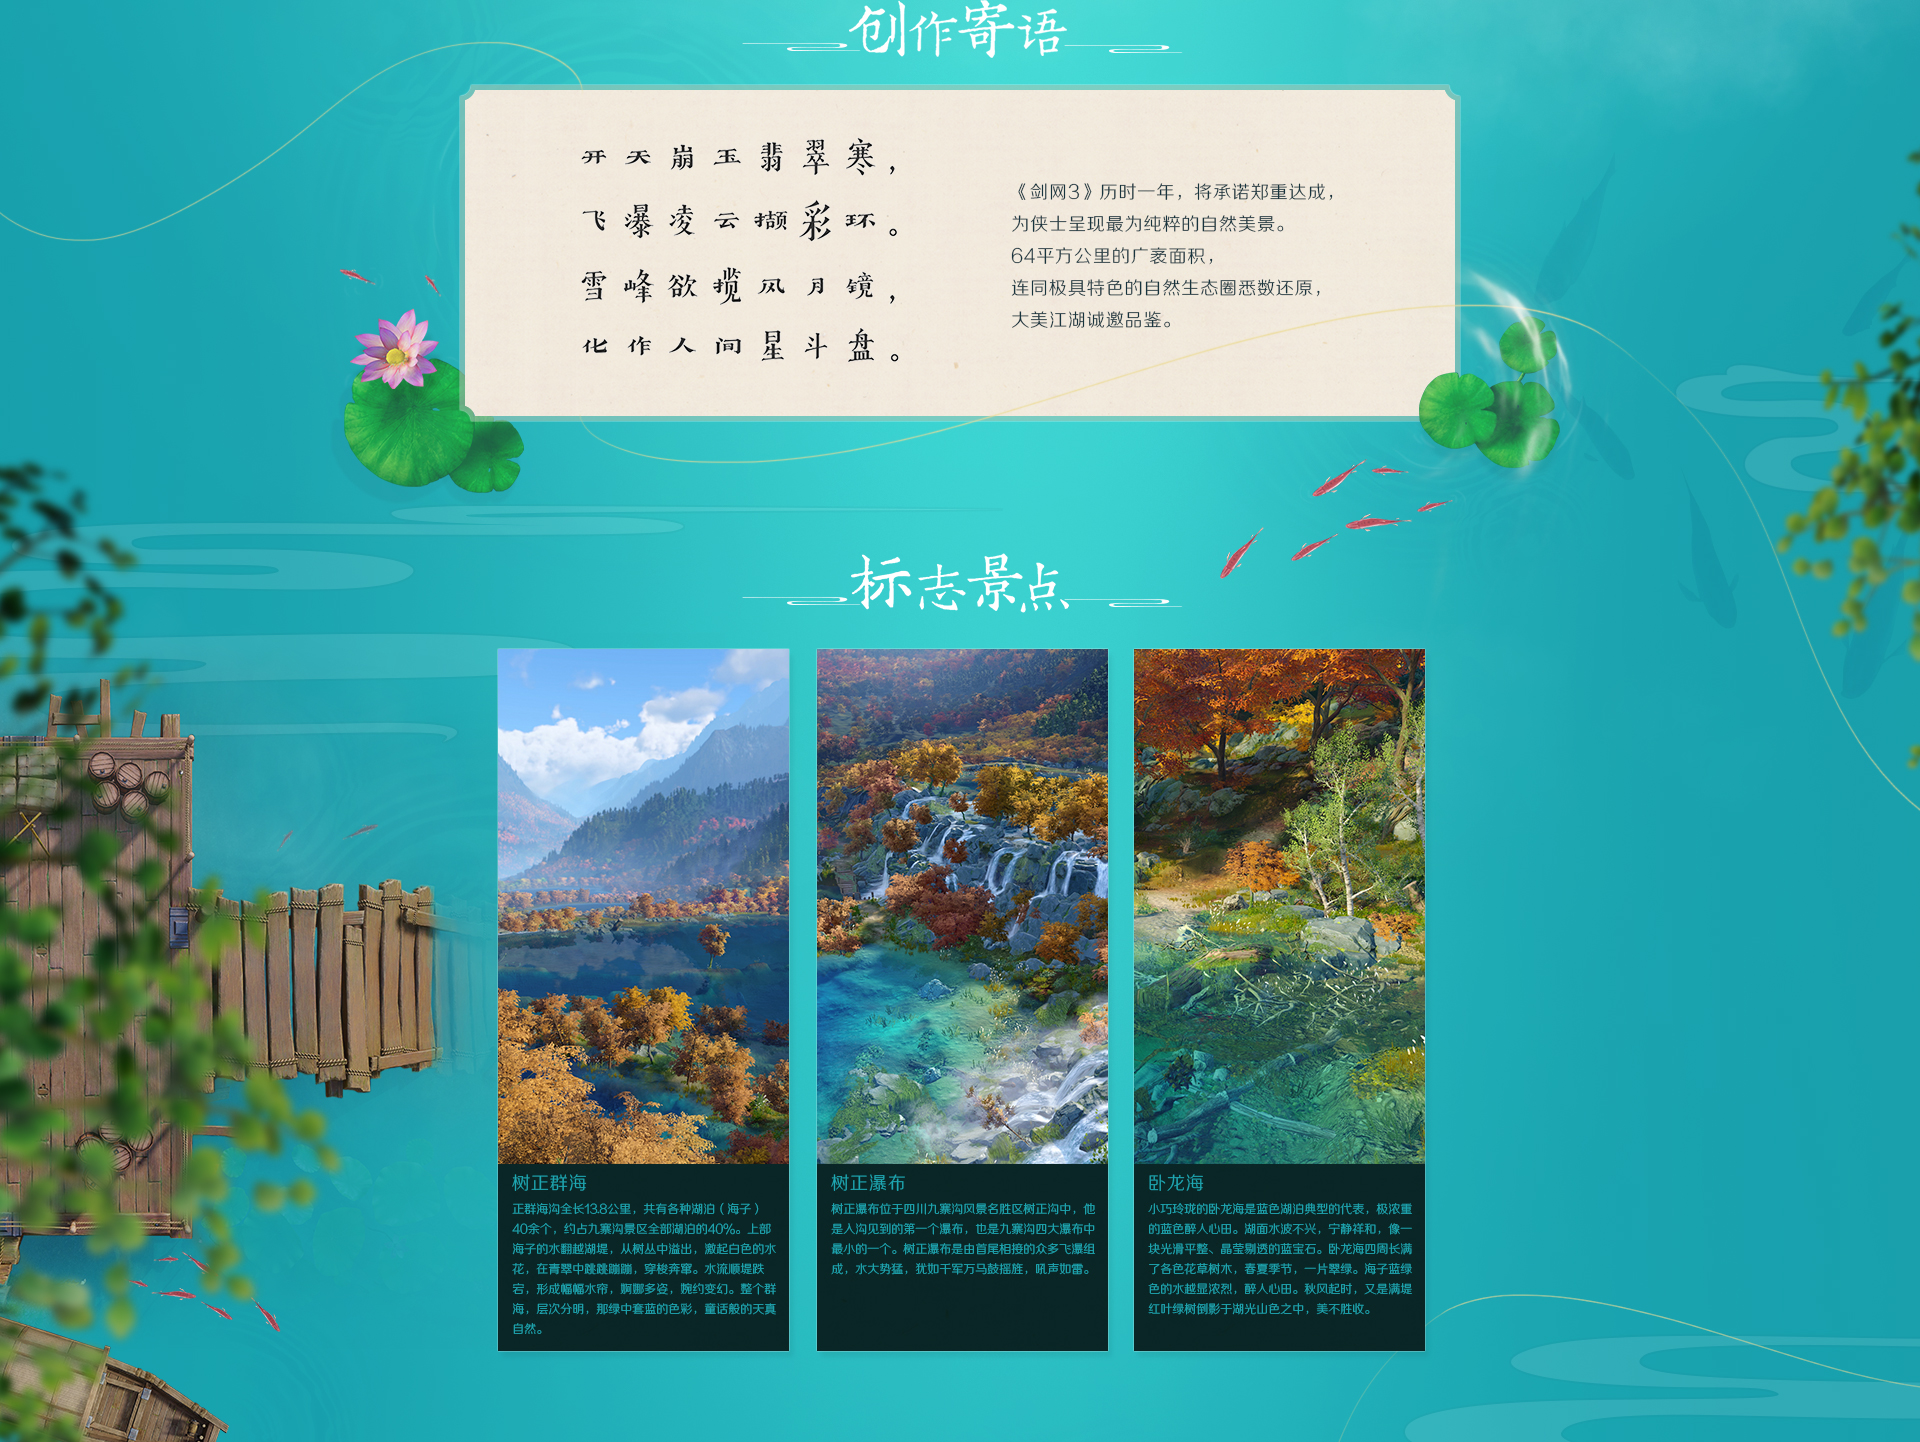 创作寄语
开天崩玉翡翠寒，
飞瀑凌云撷彩环。
雪峰欲揽风月镜，
化作人间星斗盘。
《剑网3》历时一年，将承诺郑重达成，
为侠士呈现最为纯粹的自然美景。
64平方公里的广袤面积，
连同极具特色的自然生态圈悉数还原，
大美江湖诚邀品鉴。
标志景点
树正群海
正群海沟全长13.8公里，共有各种湖泊（海子）
40余个，约占九寨沟景区全部湖泊的40%。上部
海子的水翻越湖堤，从树丛中溢出，激起白色的水
花，在青翠中跳跳蹦蹦，穿梭奔窜。水流顺堤跌
宕，形成幅幅水帘，婀娜多姿，婉约变幻。整个群
海，层次分明，那绿中套蓝的色彩，童话般的天真
自然。
树正瀑布
树正瀑布位于四川九寨沟风景名胜区树正沟中，他
是入沟见到的第一个瀑布，也是九寨沟四大瀑布中
最小的一个。树正瀑布是由首尾相接的众多飞瀑组
成，水大势猛，犹如千军万马鼓摇旌，吼声如雷。
卧龙海
小巧玲珑的卧龙海是蓝色湖泊典型的代表，极浓重
的蓝色醉人心田。湖面水波不兴，宁静祥和，像一
块光滑平整、晶莹剔透的蓝宝石。卧龙海四周长满
了各色花草树木，春夏季节，一片翠绿。海子蓝绿
色的水越显浓烈，醉人心田。秋风起时，又是满堤
红叶绿树倒影于湖光山色之中，美不胜收。